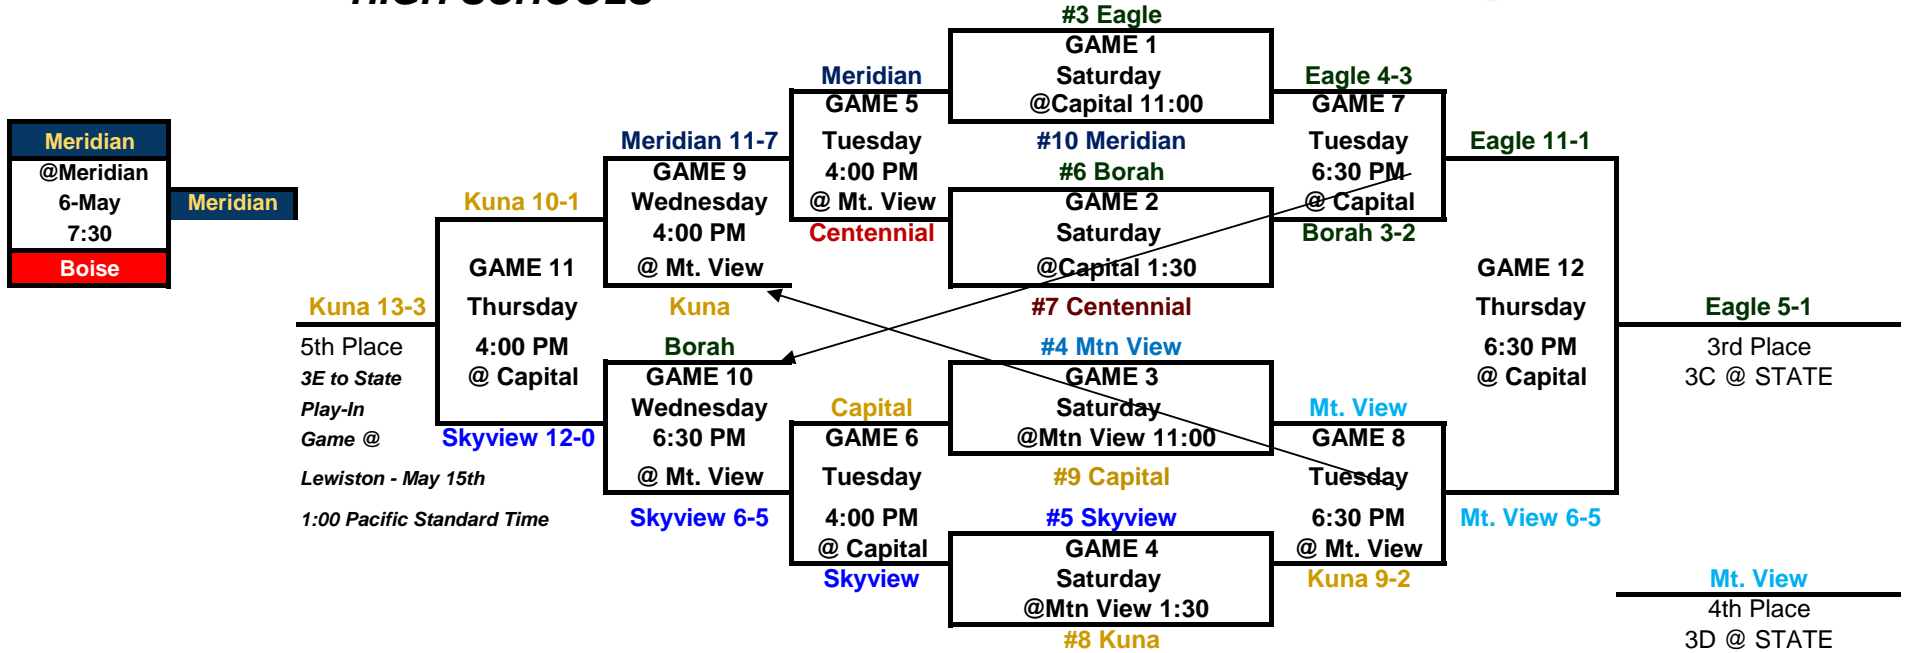 HIGH SCHOOLS
#3 Eagle
GAME 1
Meridian Saturday Eagle 4-3
GAME 5 @Capital 11:00 GAME 7
Meridian Meridian 11-7 Tuesday #10 Meridian Tuesday Eagle 11-1
@Meridian GAME 9 4:00 PM #6 Borah 6:30 PM
6-May Meridian Kuna 10-1 Wednesday @ Mt. View GAME 2 @ Capital
7:30 4:00 PM Centennial Saturday Borah 3-2
Boise GAME 11 @ Mt. View @Capital 1:30 GAME 12
Kuna 13-3 Thursday Kuna #7 Centennial Thursday Eagle 5-1
5th Place 4:00 PM Borah #4 Mtn View 6:30 PM 3rd Place
3E to State @ Capital GAME 10 GAME 3 @ Capital 3C @ STATE
Play-In Wednesday Capital Saturday Mt. View
Game @ Skyview 12-0 6:30 PM GAME 6 @Mtn View 11:00 GAME 8
Lewiston - May 15th @ Mt. View Tuesday #9 Capital Tuesday
1:00 Pacific Standard Time Skyview 6-5 4:00 PM #5 Skyview 6:30 PM Mt. View 6-5
@ Capital GAME 4 @ Mt. View
Skyview Saturday Kuna 9-2 Mt. View
@Mtn View 1:30 4th Place
#8 Kuna 3D @ STATE